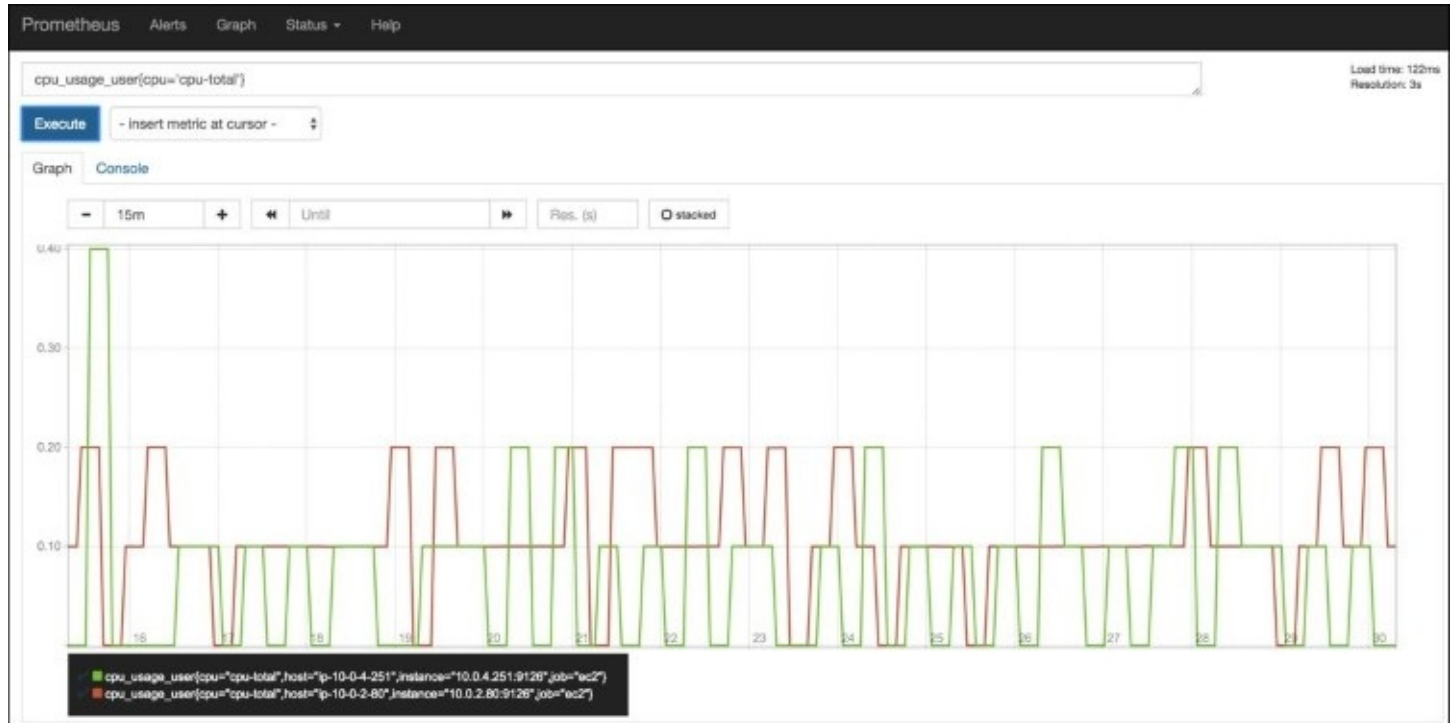 Prometheus Alerts Graph Status Help
cpu_usage_user{cpu='cpu-total'}
Load time: 122ms
Resolution: 3s
Execute - insert metric at cursor -
Graph Console
- 15m + Until Res. (s) stacked
0.40
0.30
0.20
0.10
16 17 18 19 20 21 22 23 24 25 26 27 28 29 30
cpu_usage_user{cpu="cpu-total",host="ip-10-0-4-251",instance="10.0.4.251:9126",job="ec2"}
cpu_usage_user{cpu="cpu-total",host="ip-10-0-2-80",instance="10.0.2.80:9126",job="ec2"}